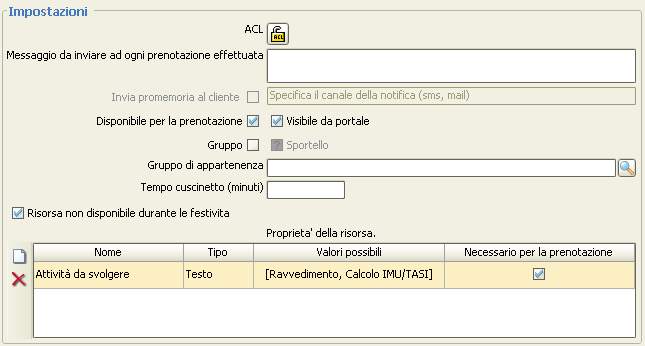 Impostazioni
ACL ACL
Messaggio da inviare ad ogni prenotazione effettuata
Invia promemoria al cliente Specifica il canale della notifica (sms, mail)
Disponibile per la prenotazione Visibile da portale
Gruppo ? Sportello
Gruppo di appartenenza
Tempo cuscinetto (minuti)
Risorsa non disponibile durante le festivita
Proprieta' della risorsa.
Nome Tipo Valori possibili Necessario per la prenotazione
Attività da svolgere Testo [Ravvedimento, Calcolo IMU/TASI]